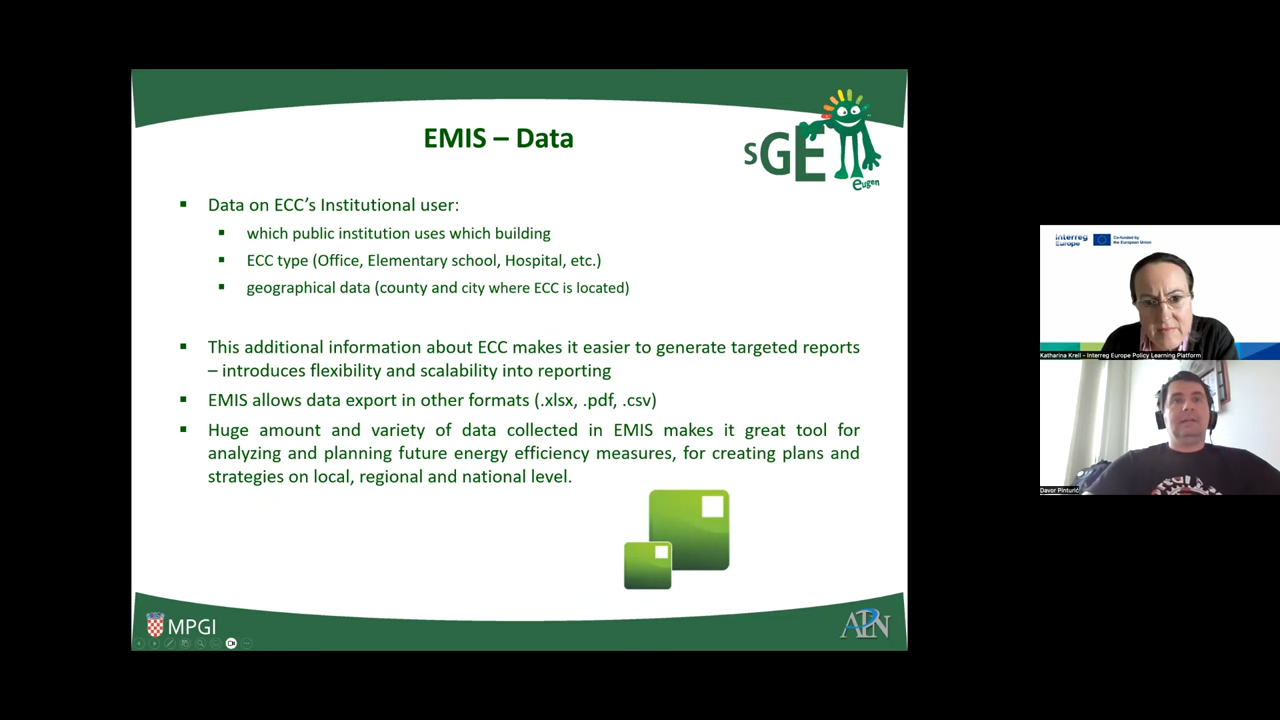 EMIS – Data
sGE
eugen
▪ Data on ECC's Institutional user:
▪ which public institution uses which building
▪ ECC type (Office, Elementary school, Hospital, etc.)
▪ geographical data (county and city where ECC is located)
▪ This additional information about ECC makes it easier to generate targeted reports
– introduces flexibility and scalability into reporting
▪ EMIS allows data export in other formats (.xlsx, .pdf, .csv)
▪ Huge amount and variety of data collected in EMIS makes it great tool for
analyzing and planning future energy efficiency measures, for creating plans and
strategies on local, regional and national level.
MPGI
APN
Interreg
Europe
Co-funded by
the European Union
Katharina Krell – Interreg Europe Policy Learning Platform
Davor Pinturić